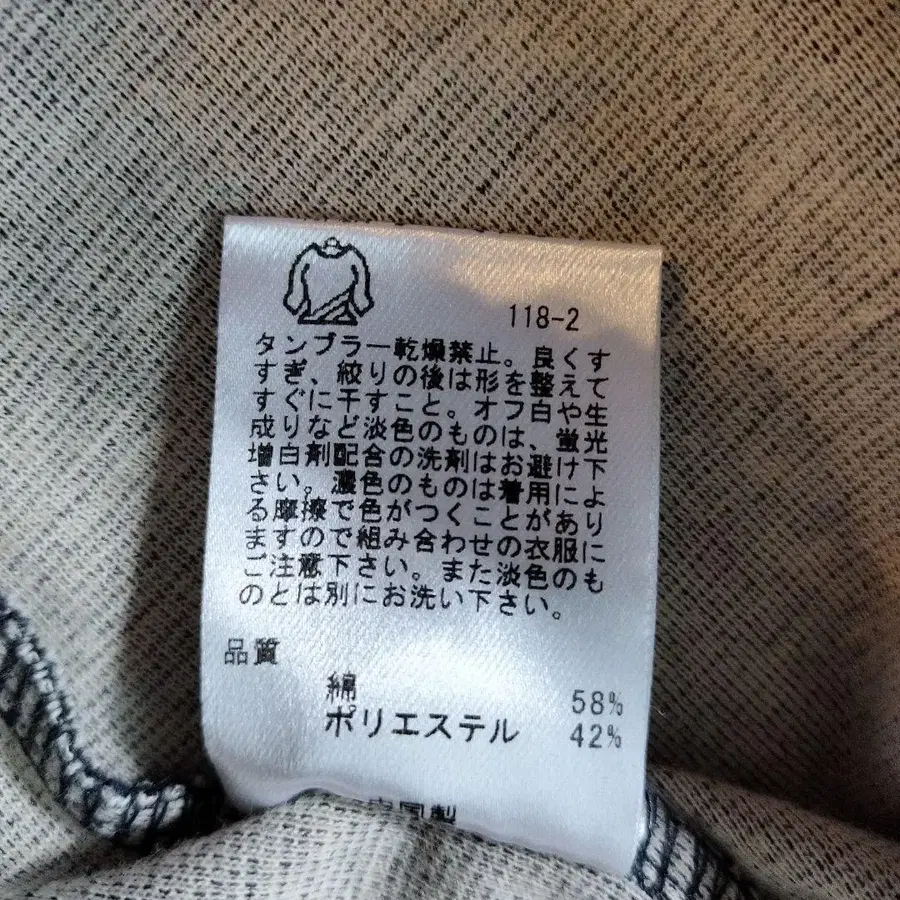 118-2
タンブラー乾燥禁止。良くす
すぎ、絞りの後は形を整えて
すぐに干すこと。オフ白や生
成りなど淡色のものは、蛍光
増白剤配合の洗剤はお避け下
さい。濃色のものは着用によ
る摩擦で色がつくことがあり
ますので組み合わせの衣服に
ご注意下さい。また淡色のも
のとは別にお洗い下さい。
品質
綿 58%
ポリエステル 42%
国製